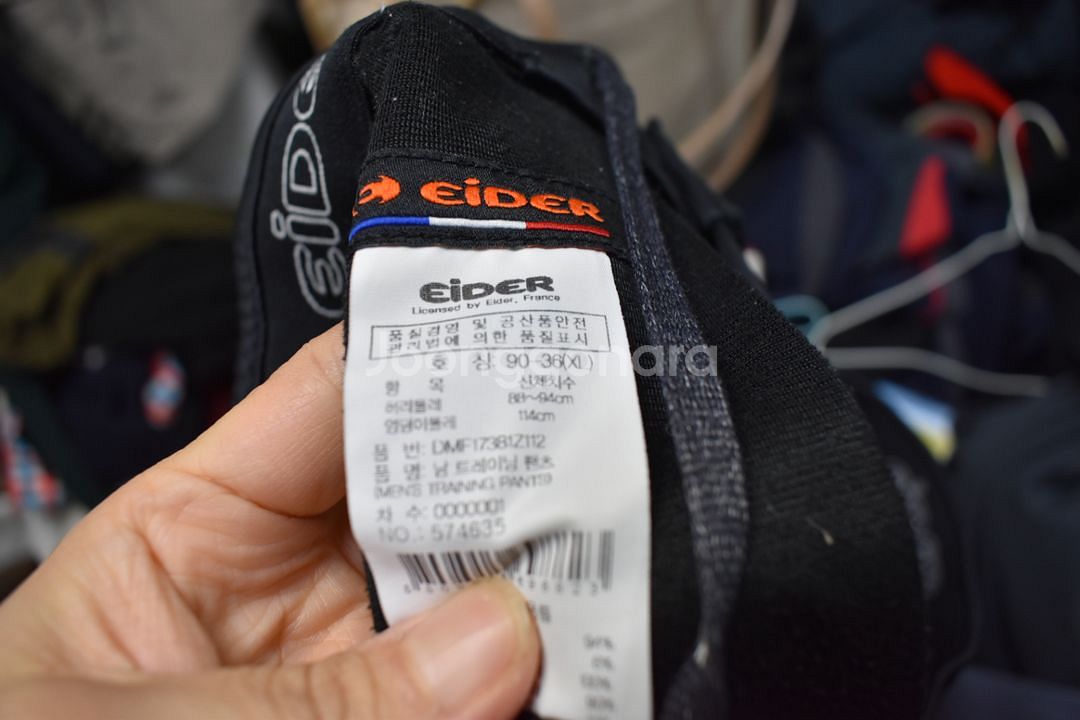 EiDER
EiDER
EiDER
Licensed by Eider, France
품질경영 및 공산품안전
관리법에 의한 품질표시
호 싱: 90-36(XL)
항 목 신체치수
허리둘레 88~94cm
엉덩이둘레 114cm
품 번: DMF17381Z112
품 명: 남 트레이닝 팬츠
(MEN'S TRAINING PANTS)
차 수: 0000001
NO.: 574635
Joongna